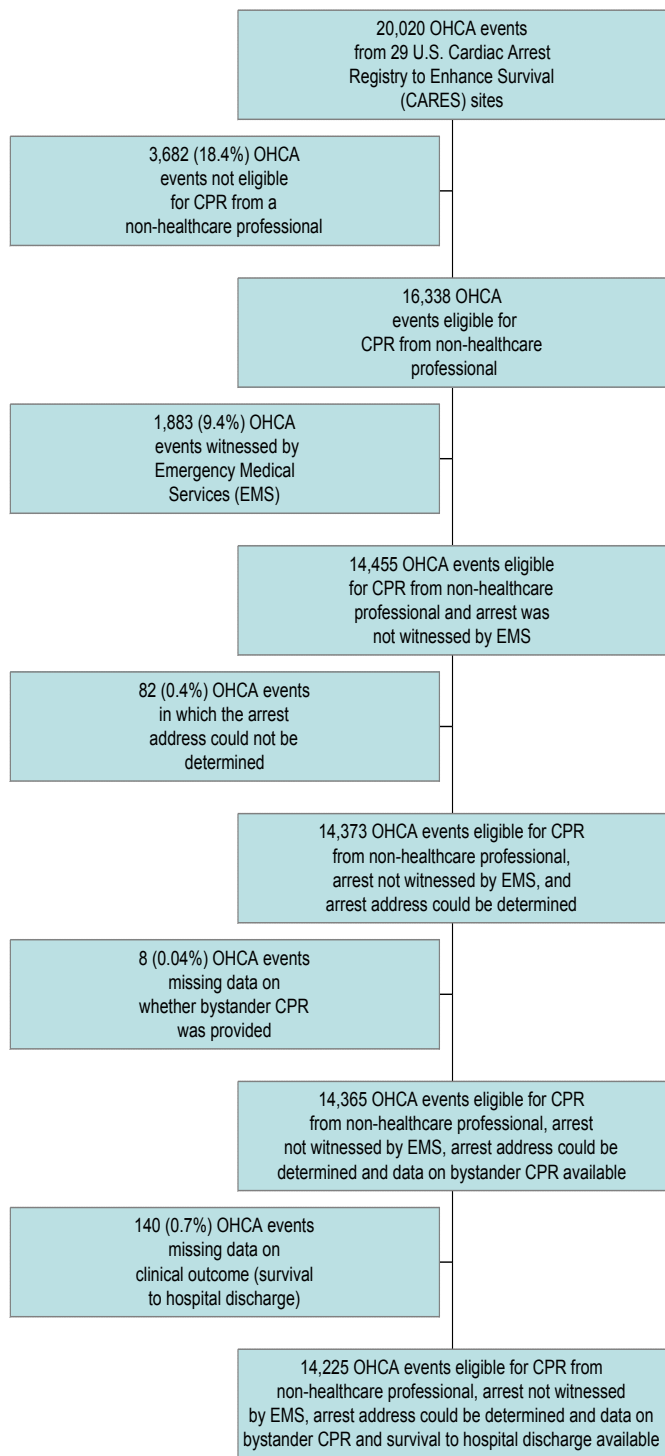 20,020 OHCA events
from 29 U.S. Cardiac Arrest
Registry to Enhance Survival
(CARES) sites
3,682 (18.4%) OHCA
events not eligible
for CPR from a
non-healthcare professional
16,338 OHCA
events eligible for
CPR from non-healthcare
professional
1,883 (9.4%) OHCA
events witnessed by
Emergency Medical
Services (EMS)
14,455 OHCA events eligible
for CPR from non-healthcare
professional and arrest was
not witnessed by EMS
82 (0.4%) OHCA events
in which the arrest
address could not be
determined
14,373 OHCA events eligible for CPR
from non-healthcare professional,
arrest not witnessed by EMS, and
arrest address could be determined
8 (0.04%) OHCA events
missing data on
whether bystander CPR
was provided
14,365 OHCA events eligible for CPR
from non-healthcare professional, arrest
not witnessed by EMS, arrest address could be
determined and data on bystander CPR available
140 (0.7%) OHCA events
missing data on
clinical outcome (survival
to hospital discharge)
14,225 OHCA events eligible for CPR from
non-healthcare professional, arrest not witnessed
by EMS, arrest address could be determined and data on
bystander CPR and survival to hospital discharge available